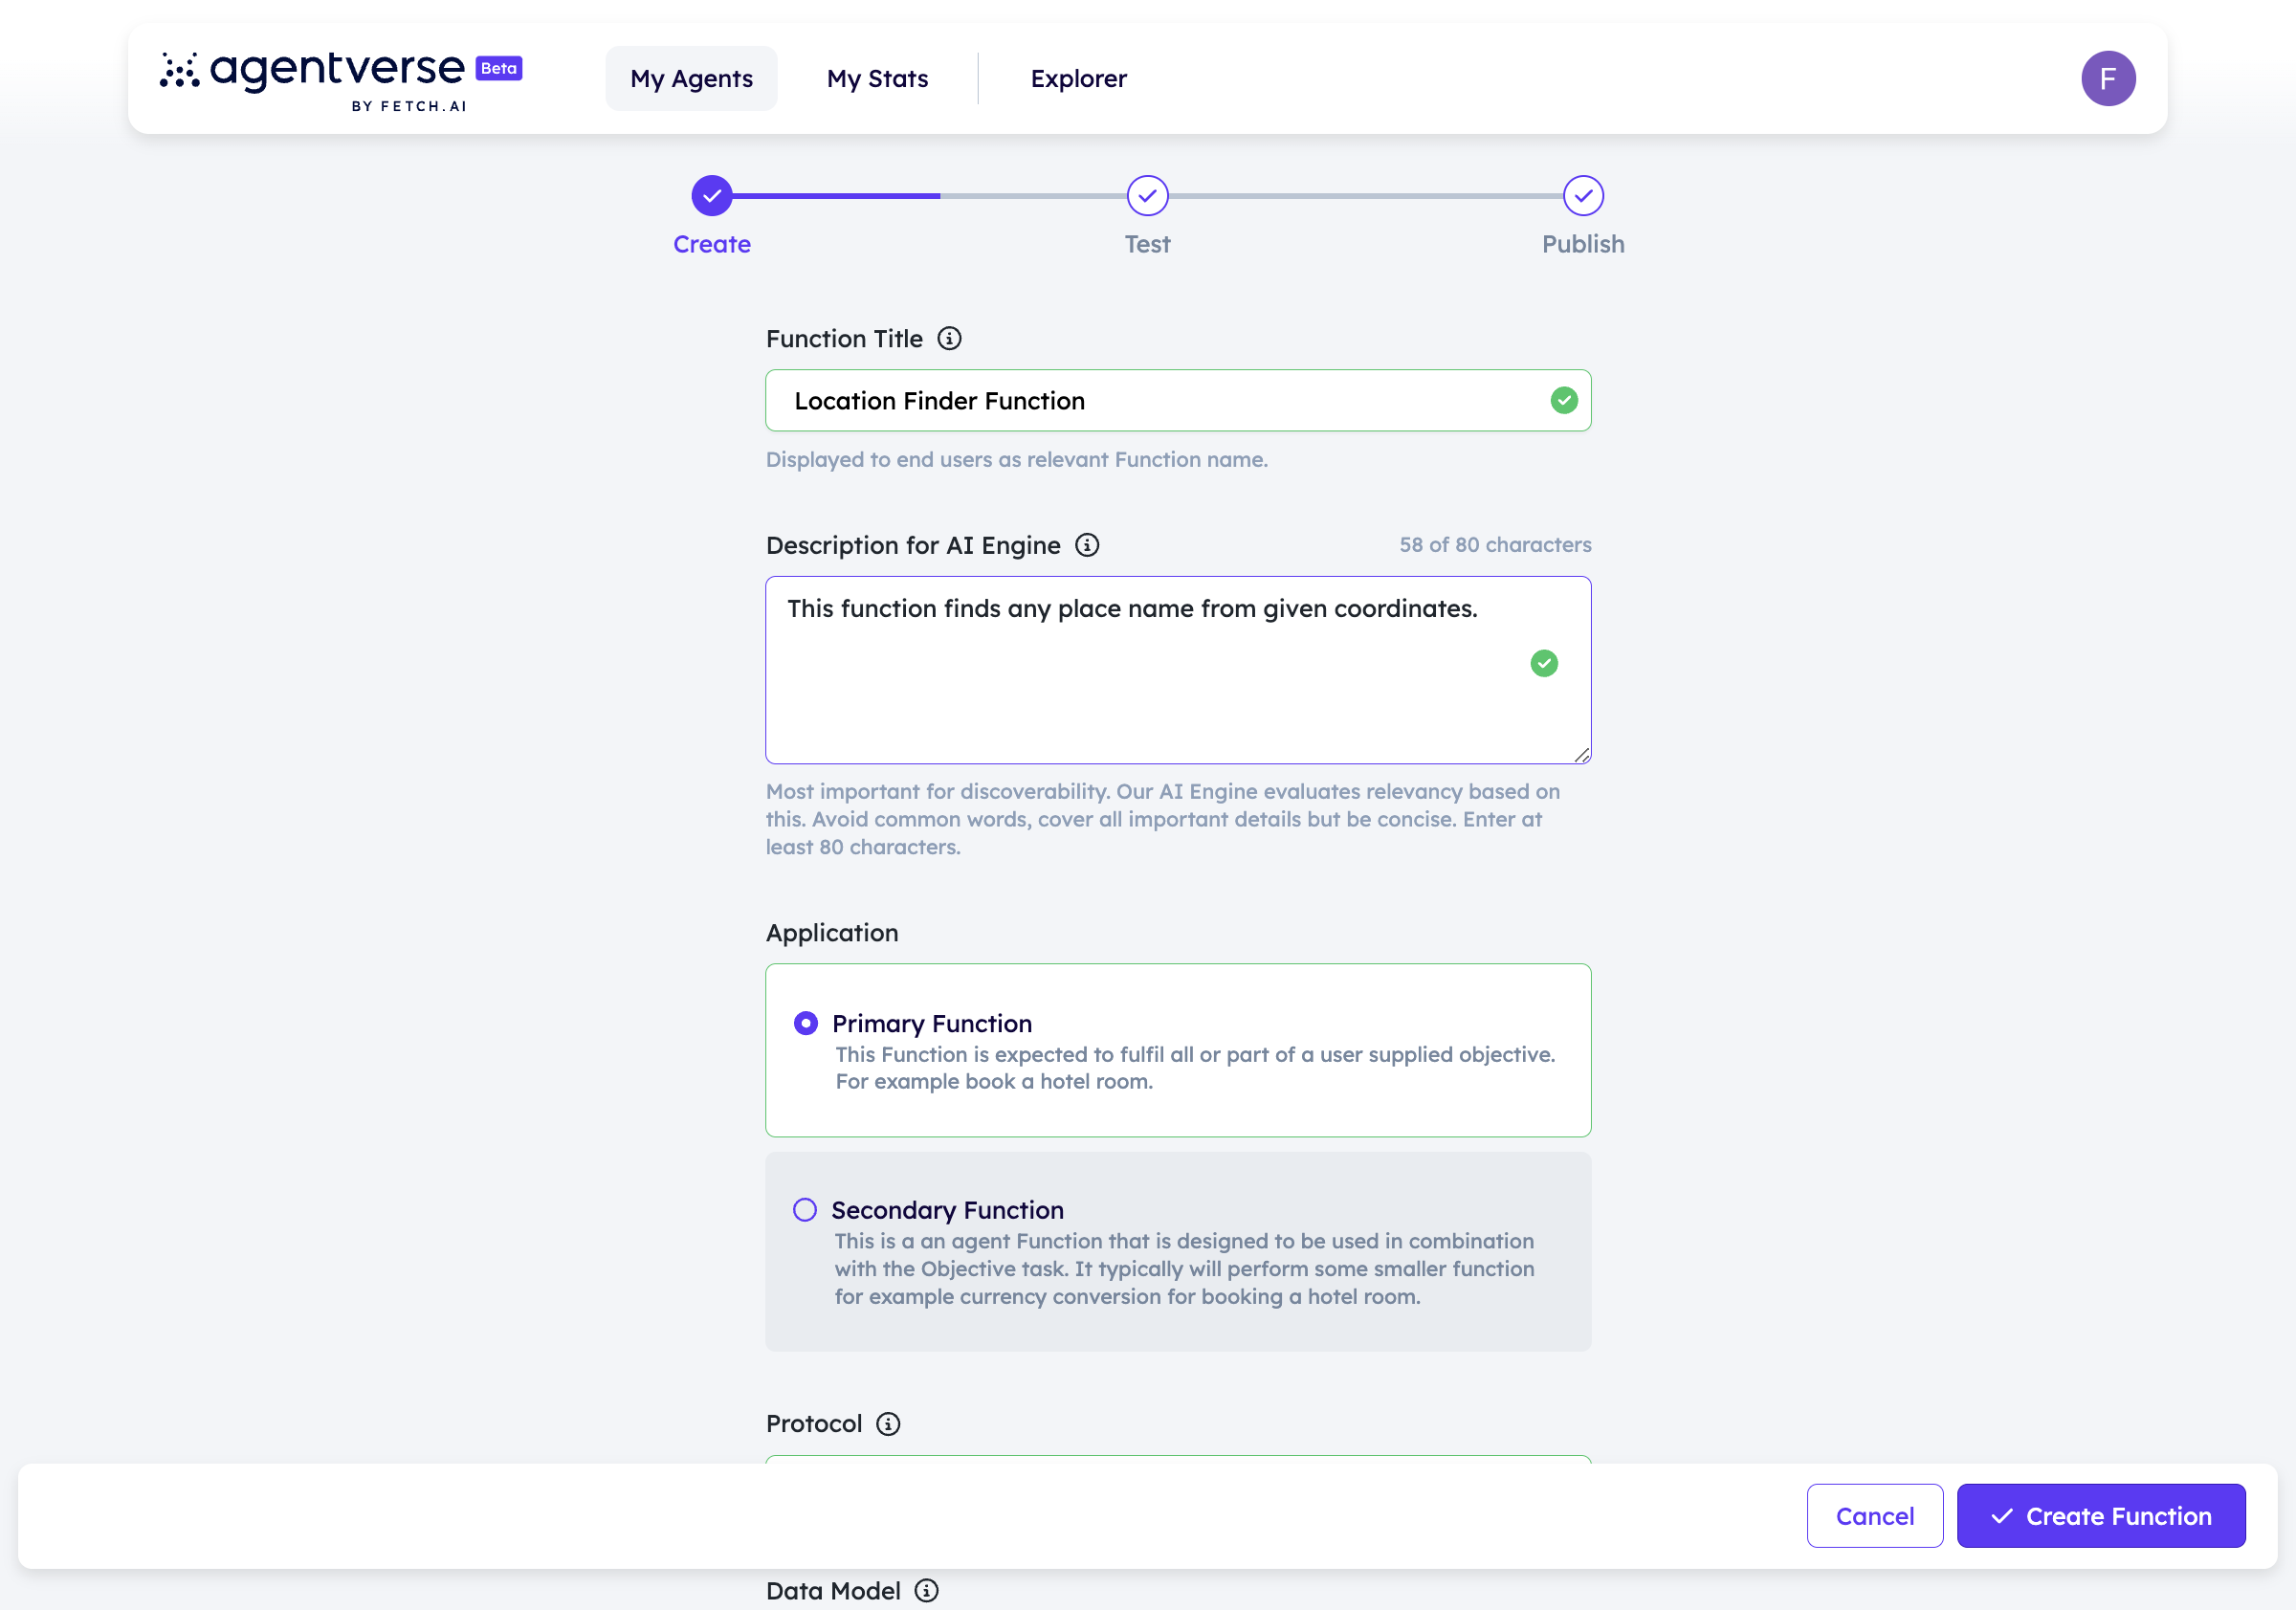 agentverse Beta
BY FETCH.AI
My Agents
My Stats
Explorer
F
Create
Test
Publish
Function Title
Location Finder Function
Displayed to end users as relevant Function name.
Description for AI Engine
58 of 80 characters
This function finds any place name from given coordinates.
Most important for discoverability. Our AI Engine evaluates relevancy based on
this. Avoid common words, cover all important details but be concise. Enter at
least 80 characters.
Application
Primary Function
This Function is expected to fulfil all or part of a user supplied objective.
For example book a hotel room.
Secondary Function
This is a an agent Function that is designed to be used in combination
with the Objective task. It typically will perform some smaller function
for example currency conversion for booking a hotel room.
Protocol
Cancel
Create Function
Data Model